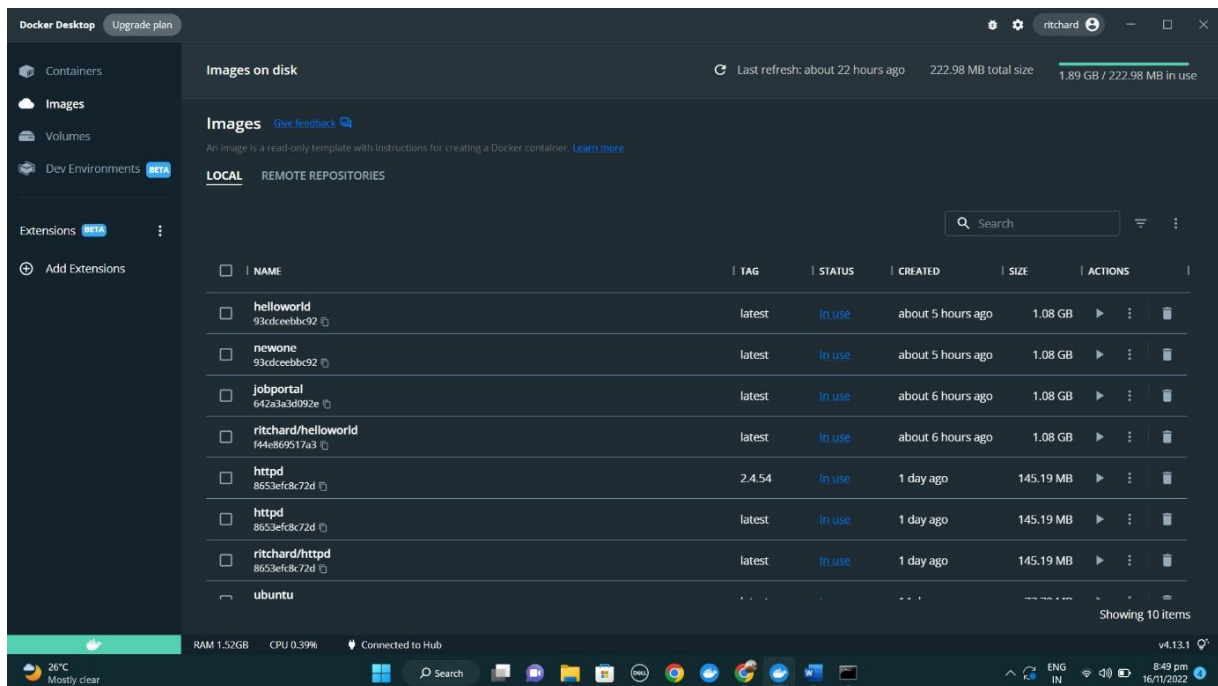 Docker Desktop Upgrade plan ritchard
Containers
Images
Volumes
Dev Environments BETA
Extensions BETA
Add Extensions
Images on disk Last refresh: about 22 hours ago 222.98 MB total size 1.89 GB / 222.98 MB in use
Images Give feedback
An image is a read-only template with instructions for creating a Docker container. Learn more
LOCAL REMOTE REPOSITORIES
Search
NAME TAG STATUS CREATED SIZE ACTIONS
helloworld
93cdceebbc92 latest In use about 5 hours ago 1.08 GB
newone
93cdceebbc92 latest In use about 5 hours ago 1.08 GB
jobportal
642a3a3d092e latest In use about 6 hours ago 1.08 GB
ritchard/helloworld
f44e869517a3 latest In use about 6 hours ago 1.08 GB
httpd
8653efc8c72d 2.4.54 In use 1 day ago 145.19 MB
httpd
8653efc8c72d latest In use 1 day ago 145.19 MB
ritchard/httpd
8653efc8c72d latest In use 1 day ago 145.19 MB
ubuntu
Showing 10 items
RAM 1.52GB CPU 0.39% Connected to Hub v4.13.1
26°C
Mostly clear
Search
DELL
W
ENG
IN
8:49 pm
16/11/2022
4